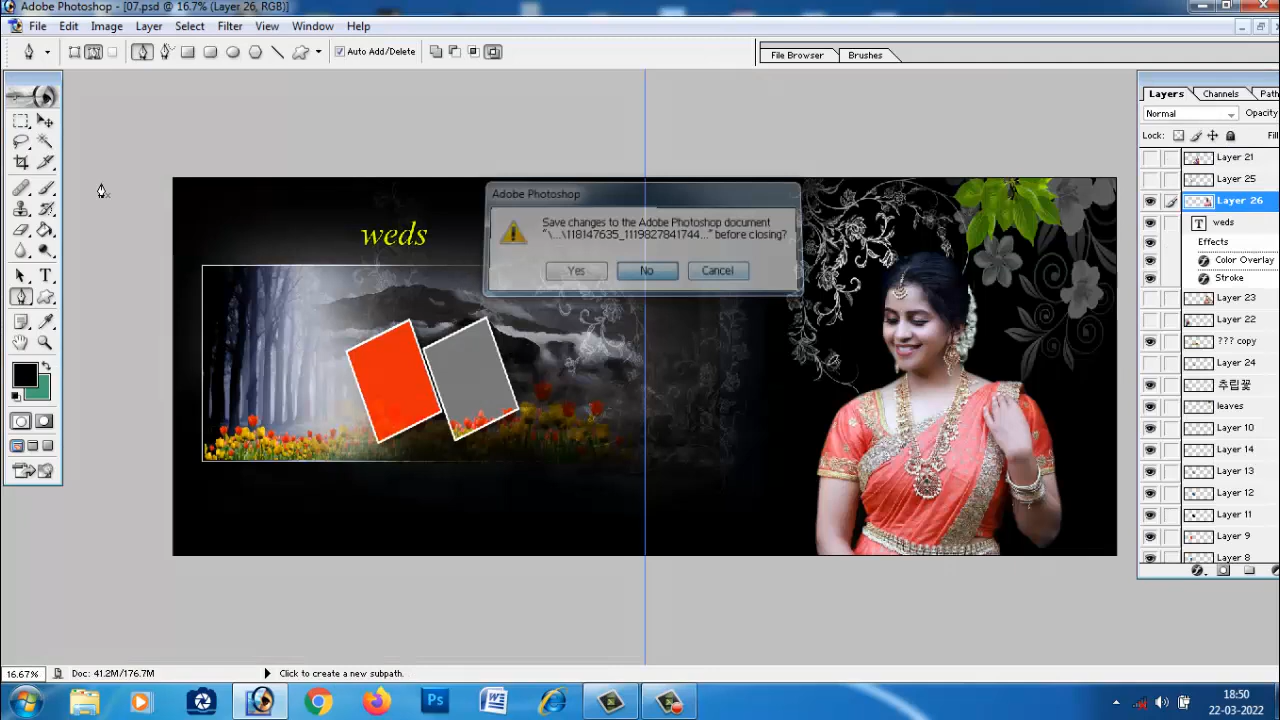 Adobe Photoshop - [07.psd @ 16.7% (Layer 26, RGB)]
File Edit Image Layer Select Filter View Window Help
Auto Add/Delete
File Browser Brushes
Layers Channels Path
Normal Opacity
Lock: Fill
Layer 21
Layer 25
Layer 26
T weds
Effects
Color Overlay
Stroke
Layer 23
Layer 22
??? copy
Layer 24
추립꽃
leaves
Layer 10
Layer 14
Layer 13
Layer 12
Layer 11
Layer 9
Layer 8
weds
Adobe Photoshop
Save changes to the Adobe Photoshop document
"\...\118147635_1119827841744..." before closing?
Yes No Cancel
16.67% Doc: 41.2M/176.7M Click to create a new subpath.
Ps
18:50
22-03-2022